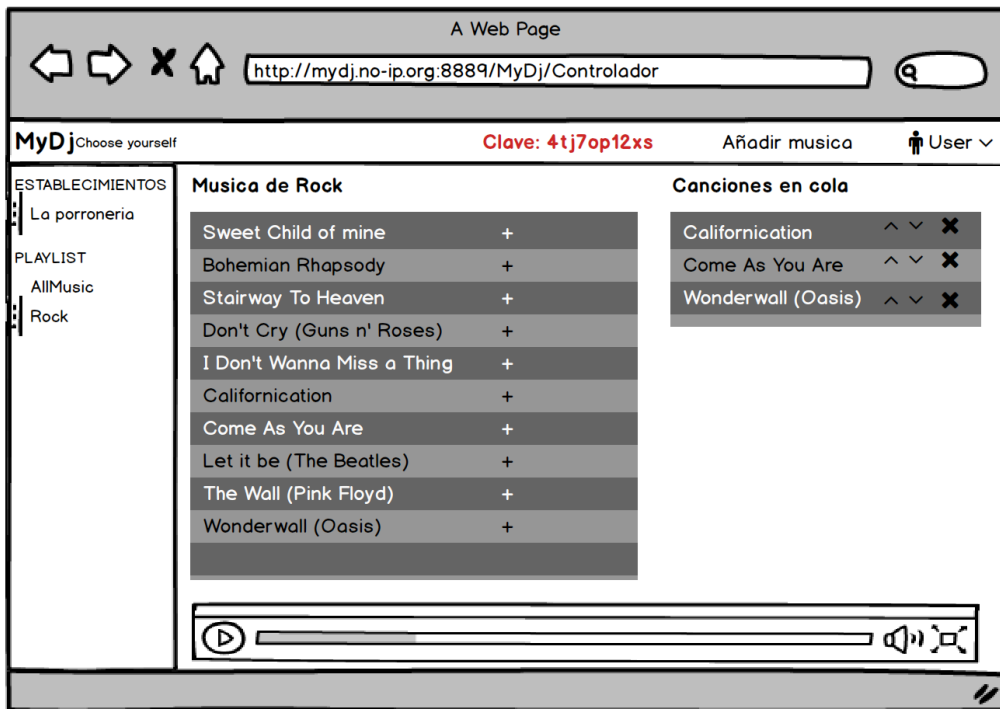 A Web Page
http://mydj.no-ip.org:8889/MyDj/Controlador
MyDj Choose yourself
Clave: 4tj7op12xs
Añadir musica
User
ESTABLECIMIENTOS
La porroneria
PLAYLIST
AllMusic
Rock
Musica de Rock
Sweet Child of mine +
Bohemian Rhapsody +
Stairway To Heaven +
Don't Cry (Guns n' Roses) +
I Don't Wanna Miss a Thing +
Californication +
Come As You Are +
Let it be (The Beatles) +
The Wall (Pink Floyd) +
Wonderwall (Oasis) +
Canciones en cola
Californication
Come As You Are
Wonderwall (Oasis)